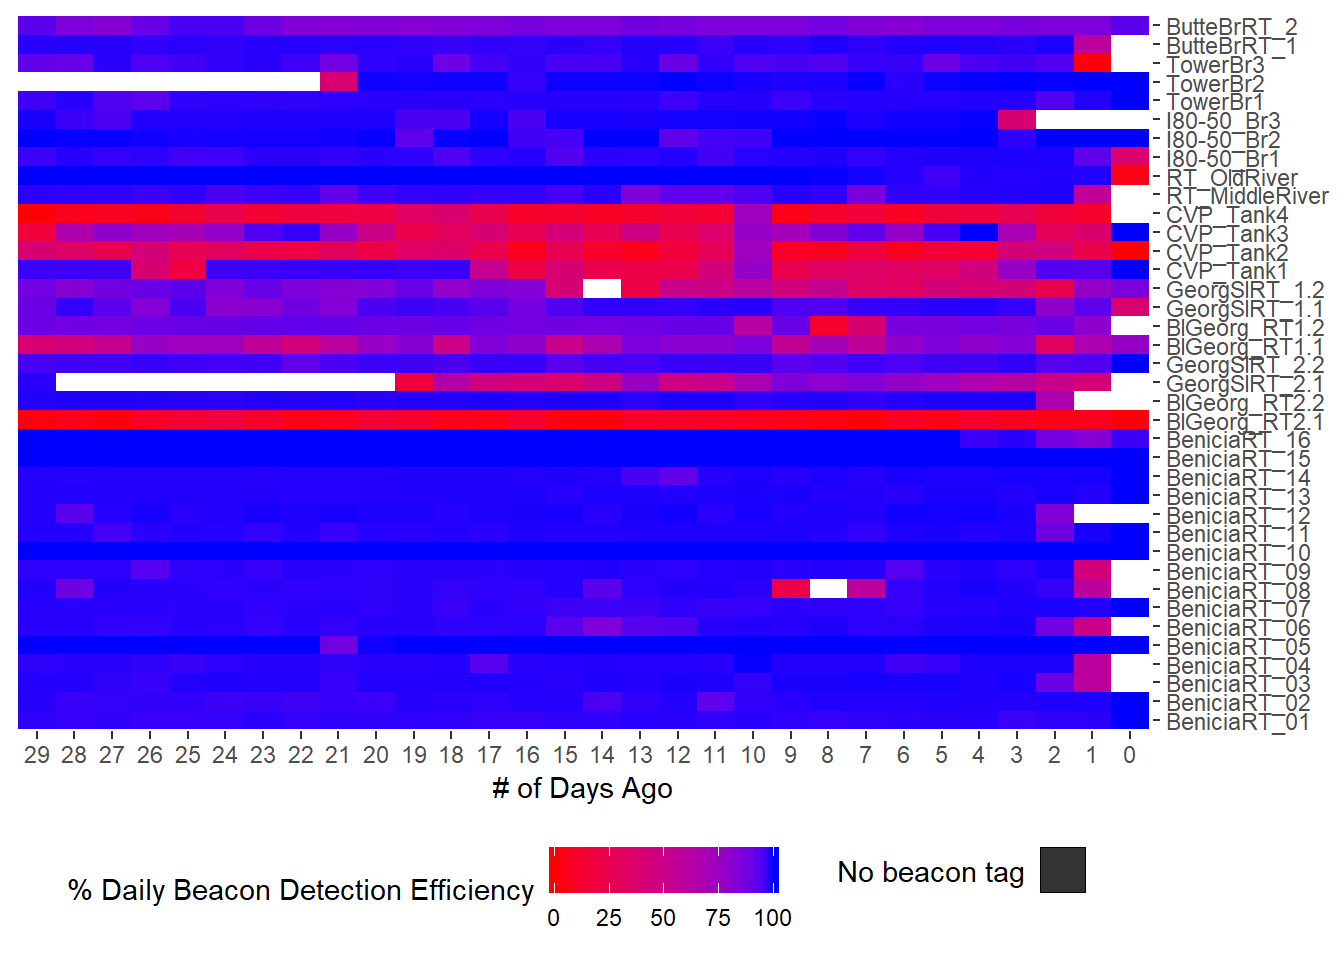 ButteBrRT_2
ButteBrRT_1
TowerBr3
TowerBr2
TowerBr1
I80-50_Br3
I80-50_Br2
I80-50_Br1
RT_OldRiver
RT_MiddleRiver
CVP_Tank4
CVP_Tank3
CVP_Tank2
CVP_Tank1
GeorgSlRT_1.2
GeorgSlRT_1.1
BlGeorg_RT1.2
BlGeorg_RT1.1
GeorgSlRT_2.2
GeorgSlRT_2.1
BlGeorg_RT2.2
BlGeorg_RT2.1
BeniciaRT_16
BeniciaRT_15
BeniciaRT_14
BeniciaRT_13
BeniciaRT_12
BeniciaRT_11
BeniciaRT_10
BeniciaRT_09
BeniciaRT_08
BeniciaRT_07
BeniciaRT_06
BeniciaRT_05
BeniciaRT_04
BeniciaRT_03
BeniciaRT_02
BeniciaRT_01
29 28 27 26 25 24 23 22 21 20 19 18 17 16 15 14 13 12 11 10 9 8 7 6 5 4 3 2 1 0
# of Days Ago
% Daily Beacon Detection Efficiency
0 25 50 75 100
No beacon tag